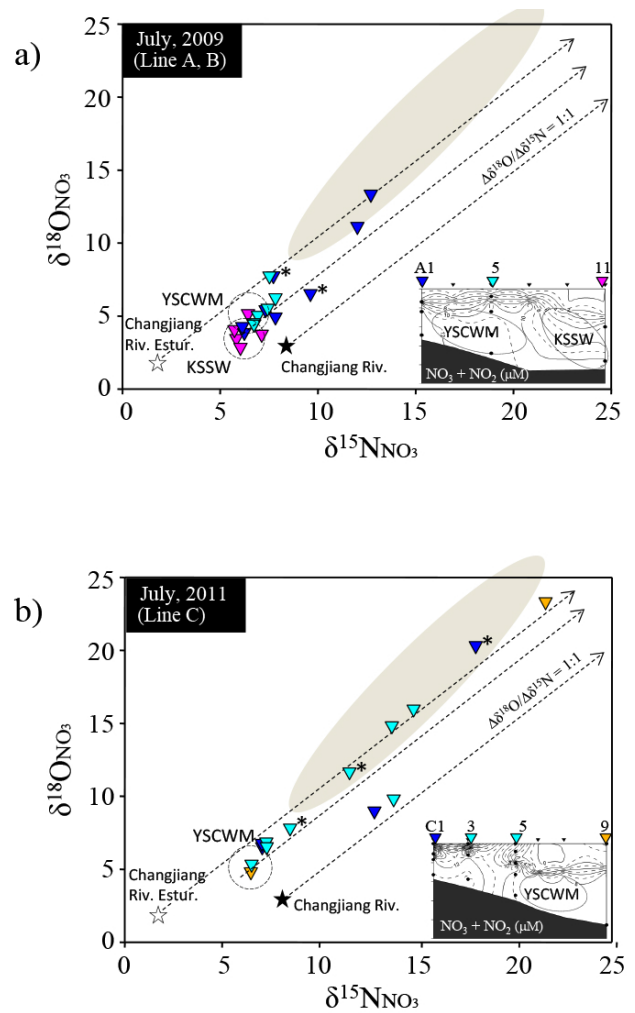 a)
July, 2009
(Line A, B)
25
20
15
10
5
0
δ18ONO3
Δδ18O/Δδ15N = 1:1
*
*
YSCWM
Changjiang
Riv. Estur.
KSSW
Changjiang Riv.
A1 5 11
YSCWM
KSSW
NO3 + NO2 (μM)
0 5 10 15 20 25
δ15NNO3
b)
July, 2011
(Line C)
25
20
15
10
5
0
δ18ONO3
Δδ18O/Δδ15N = 1:1
*
*
*
YSCWM
Changjiang
Riv. Estur.
Changjiang Riv.
C1 3 5 9
YSCWM
NO3 + NO2 (μM)
0 5 10 15 20 25
δ15NNO3